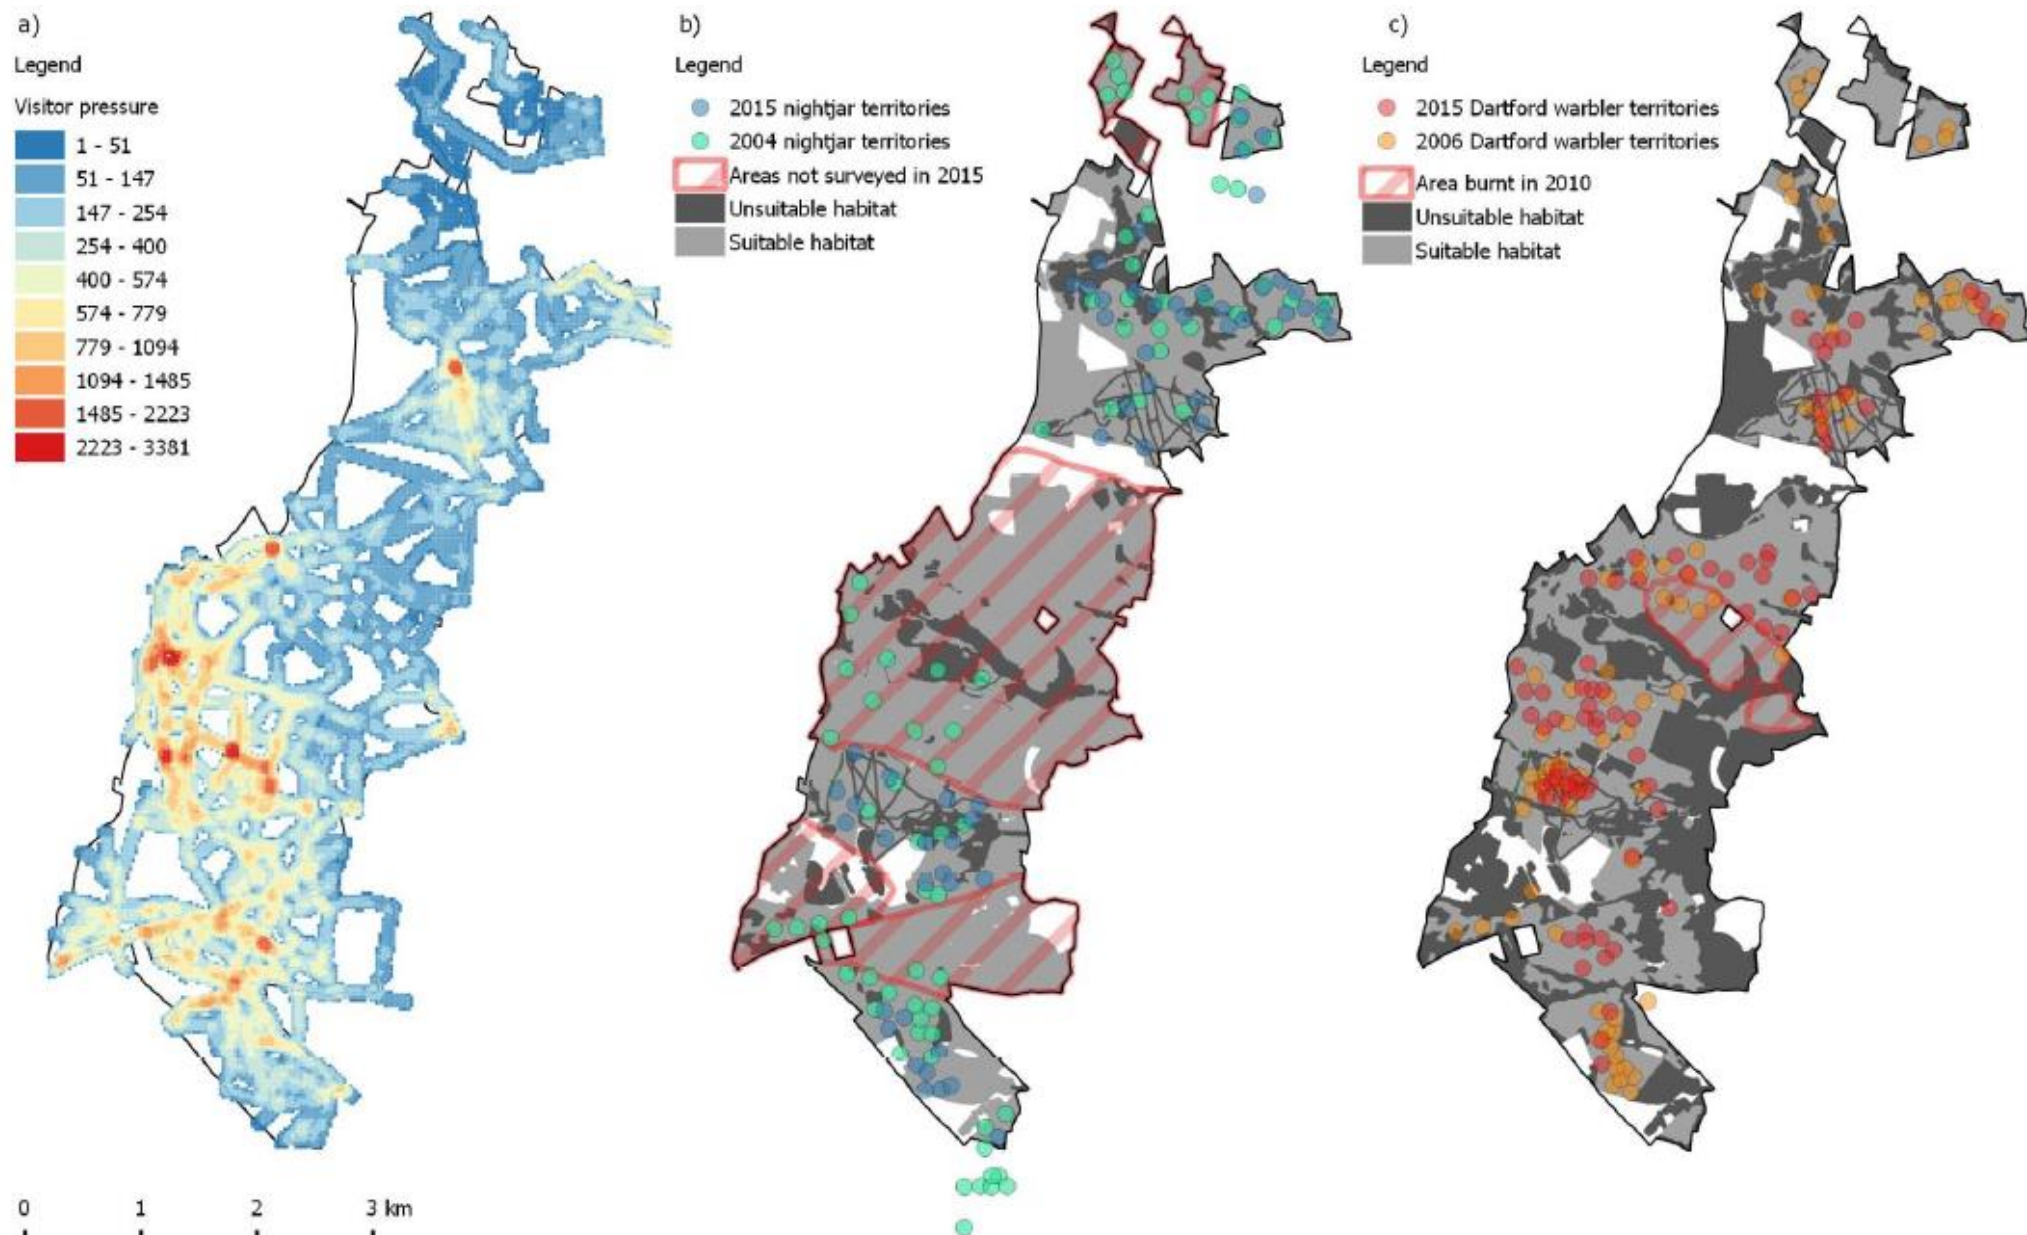 a)
Legend
Visitor pressure
1 - 51
51 - 147
147 - 254
254 - 400
400 - 574
574 - 779
779 - 1094
1094 - 1485
1485 - 2223
2223 - 3381
0 1 2 3 km
b)
Legend
2015 nightjar territories
2004 nightjar territories
Areas not surveyed in 2015
Unsuitable habitat
Suitable habitat
c)
Legend
2015 Dartford warbler territories
2006 Dartford warbler territories
Area burnt in 2010
Unsuitable habitat
Suitable habitat